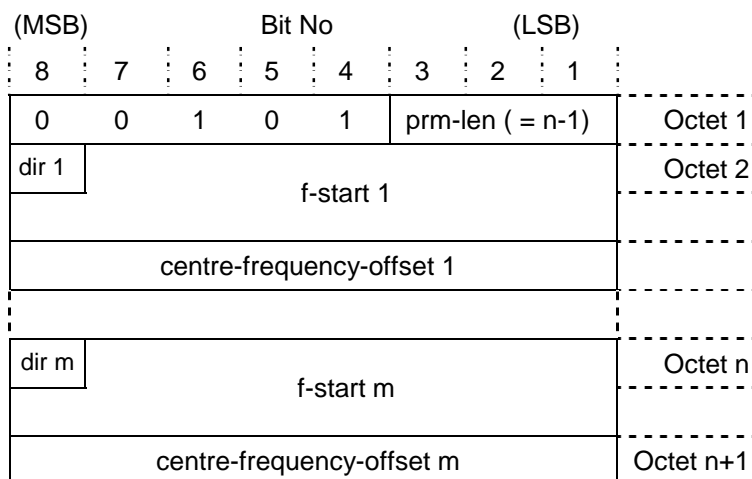 (MSB) Bit No (LSB)
8 7 6 5 4 3 2 1
0 0 1 0 1 prm-len ( = n-1) Octet 1
dir 1 Octet 2
f-start 1
centre-frequency-offset 1
dir m Octet n
f-start m
centre-frequency-offset m Octet n+1